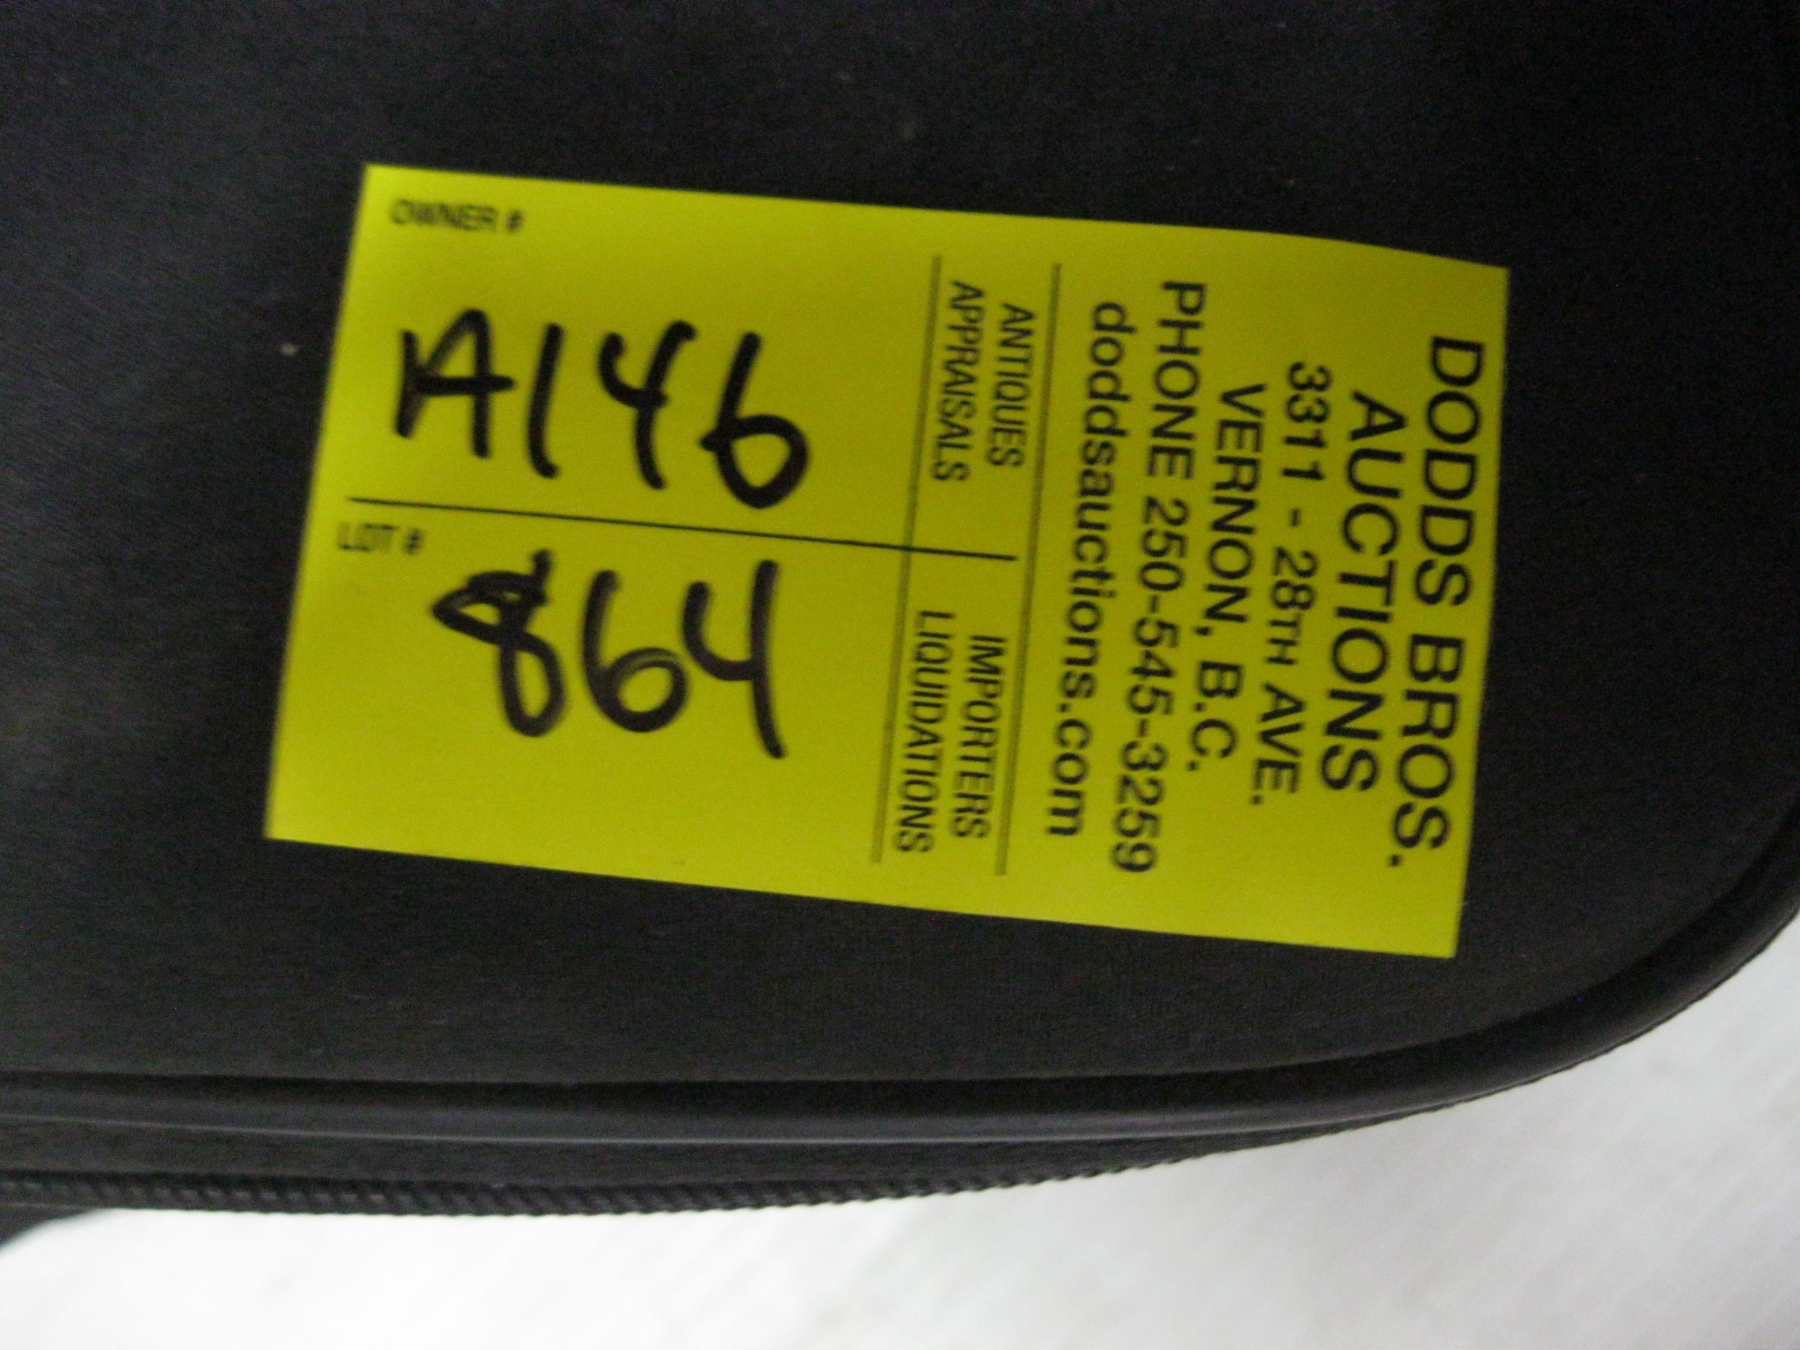 DODDS BROS.
AUCTIONS
3311 - 28TH AVE.
VERNON, B.C.
PHONE 250-545-3259
doddsauctions.com
ANTIQUES
APPRAISALS
IMPORTERS
LIQUIDATIONS
OWNER #
A146
LOT #
864